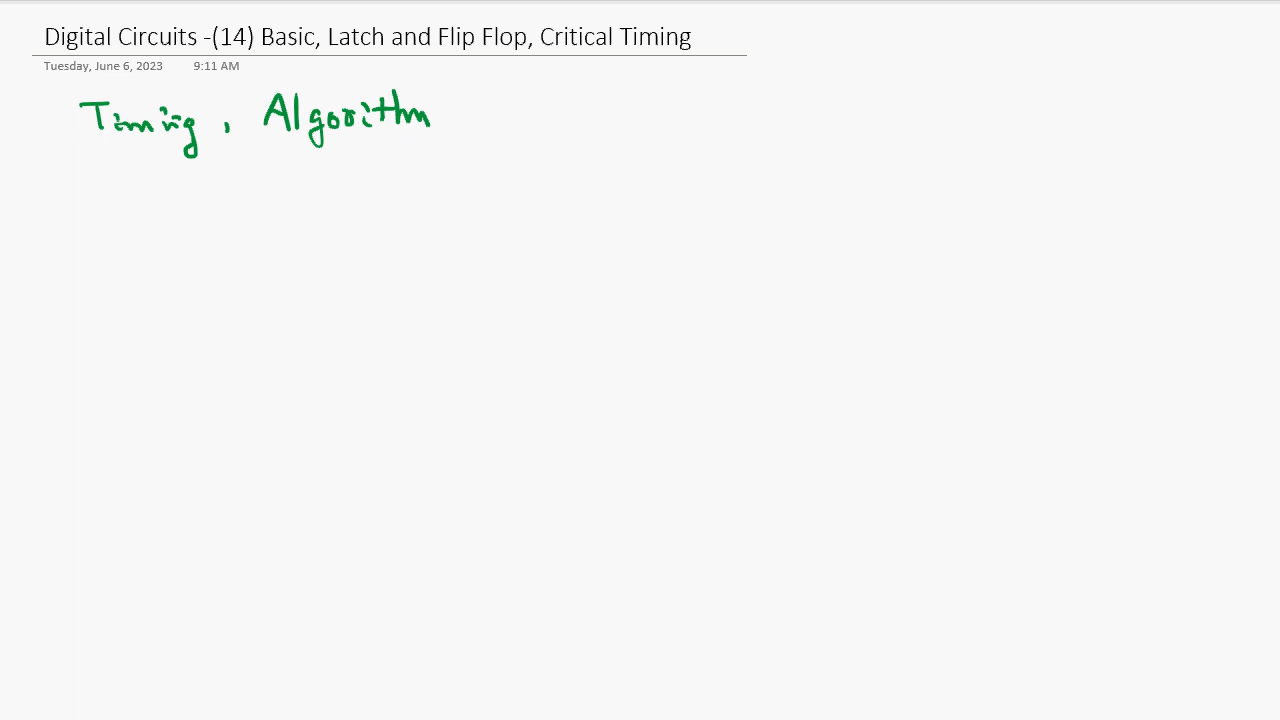 Digital Circuits -(14) Basic, Latch and Flip Flop, Critical Timing
Tuesday, June 6, 2023 9:11 AM
Timing, Algorithm